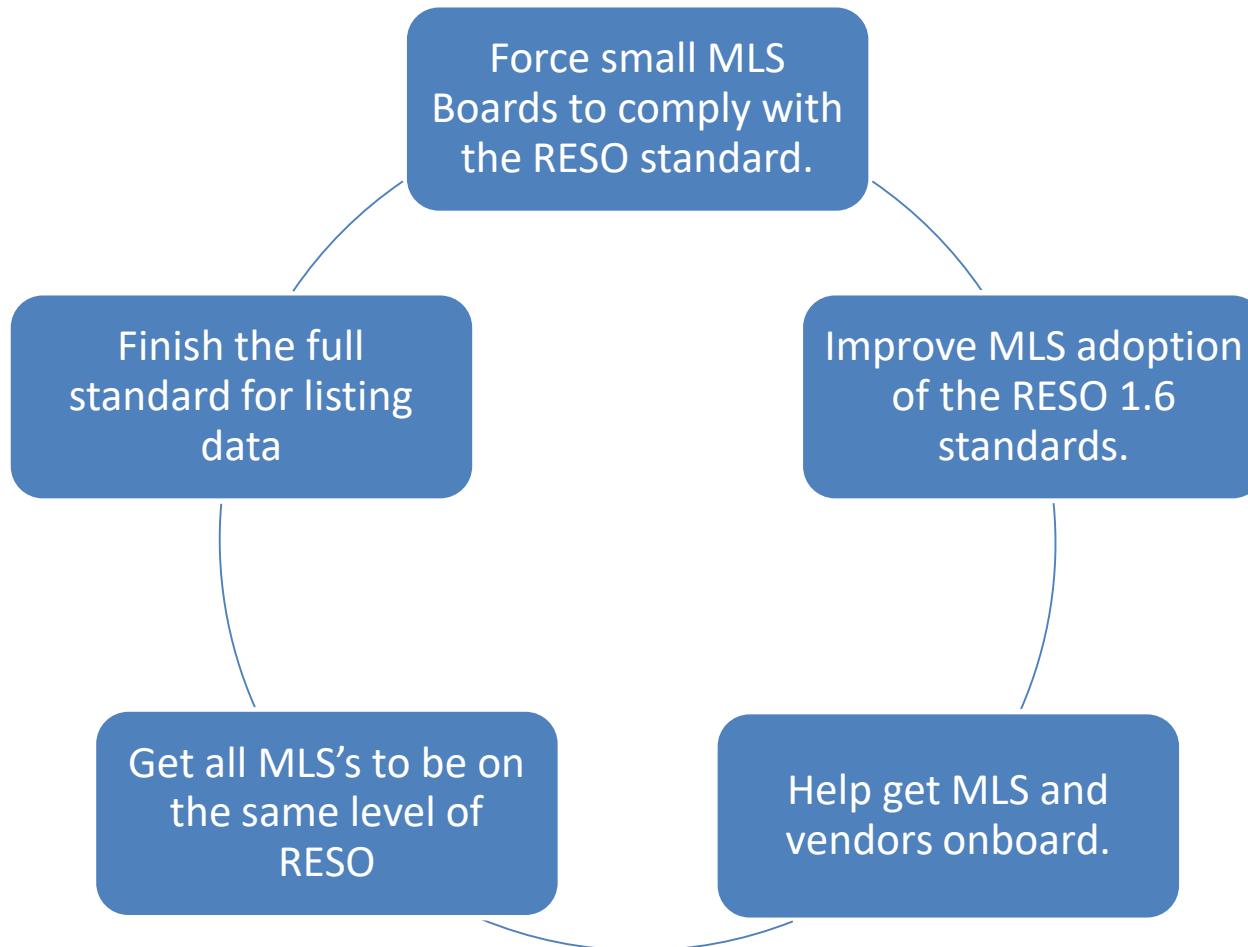 Force small MLS
Boards to comply with
the RESO standard.
Improve MLS adoption
of the RESO 1.6
standards.
Help get MLS and
vendors onboard.
Get all MLS’s to be on
the same level of
RESO
Finish the full
standard for listing
data